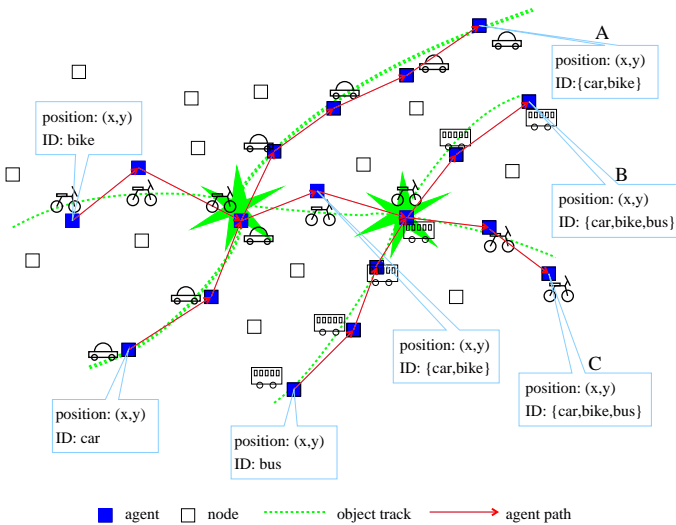 A
position: (x,y)
ID:{car,bike}
position: (x,y)
ID: bike
B
position: (x,y)
ID: {car,bike,bus}
position: (x,y)
ID: {car,bike}
C
position: (x,y)
ID: {car,bike,bus}
position: (x,y)
ID: car
position: (x,y)
ID: bus
agent
node
object track
agent path